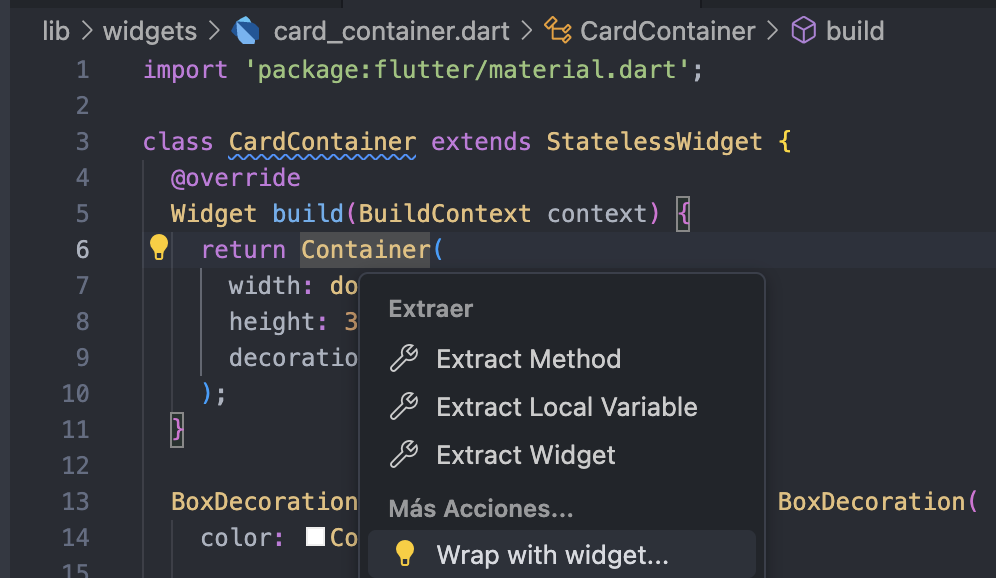 lib > widgets > card_container.dart > CardContainer > build
1 import 'package:flutter/material.dart';
2
3 class CardContainer extends StatelessWidget {
4 @override
5 Widget build(BuildContext context) {
6 return Container(
7 width: do
8 height: 3
9 decoratio
10 );
11 }
12
13 BoxDecoration BoxDecoration(
14 color: Co
15
Extraer
Extract Method
Extract Local Variable
Extract Widget
Más Acciones...
Wrap with widget...